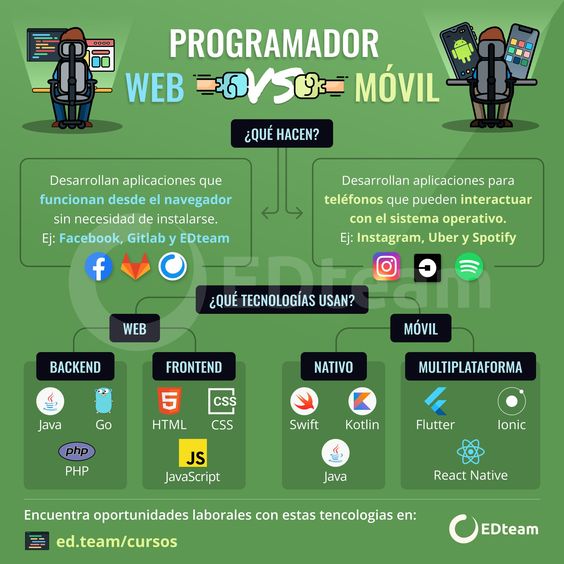 PROGRAMADOR
WEB VS MÓVIL
¿QUÉ HACEN?
Desarrollan aplicaciones que
funcionan desde el navegador
sin necesidad de instalarse.
Ej: Facebook, Gitlab y EDteam
Desarrollan aplicaciones para
teléfonos que pueden interactuar
con el sistema operativo.
Ej: Instagram, Uber y Spotify
EDteam
¿QUÉ TECNOLOGÍAS USAN?
WEB
MÓVIL
BACKEND
Java
Go
php
PHP
FRONTEND
HTML
CSS
CSS
JS
JavaScript
NATIVO
Swift
Kotlin
Java
MULTIPLATAFORMA
Flutter
Ionic
React Native
Encuentra oportunidades laborales con estas tencologias en:
ed.team/cursos
EDteam